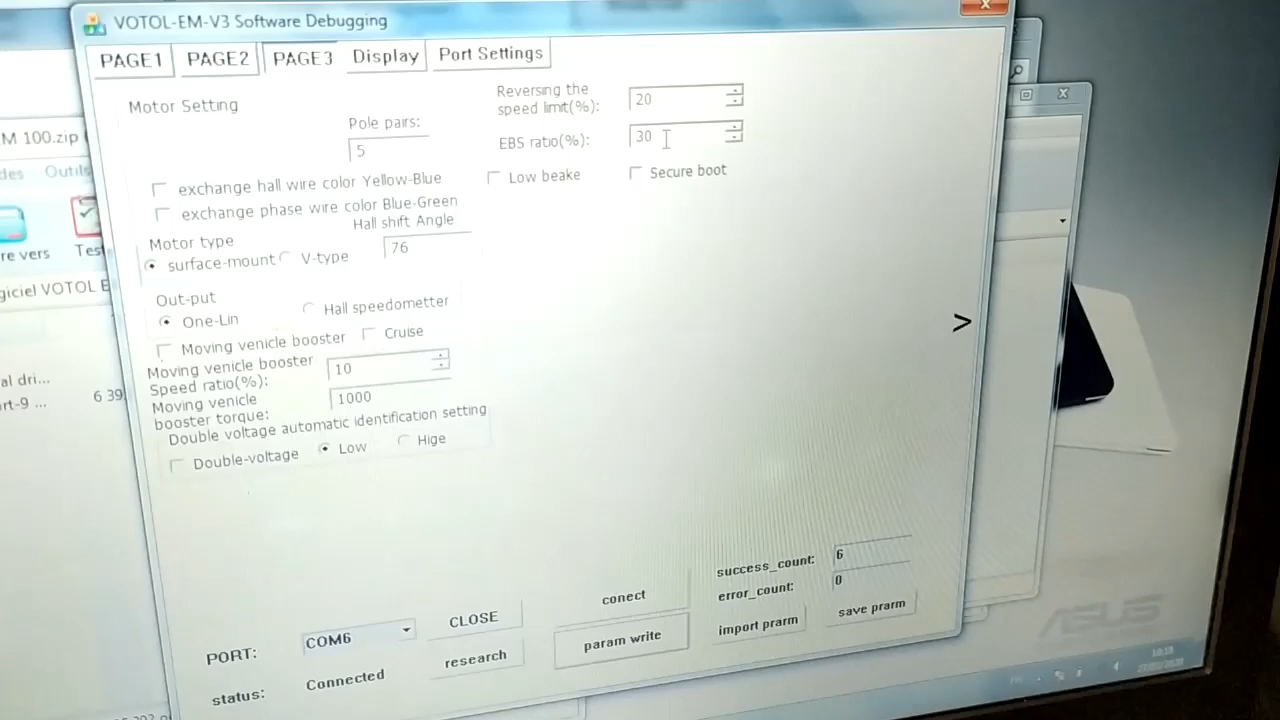 VOTOL-EM-V3 Software Debugging
PAGE1 PAGE2 PAGE3 Display Port Settings
Motor Setting
Pole pairs:
5
exchange hall wire color Yellow-Blue
exchange phase wire color Blue-Green
Hall shift Angle
76
Motor type
surface-mount V-type
Out-put
One-Lin Hall speedometter
Moving venicle booster Cruise
Moving venicle booster
Speed ratio(%):
10
Moving venicle
booster torque:
1000
Double voltage automatic identification setting
Double-voltage Low Hige
Reversing the
speed limit(%):
20
EBS ratio(%):
30
Low beake Secure boot
>
PORT:
COM6
CLOSE
conect
success_count:
6
error_count:
0
status:
Connected
research
param write
import prarm
save prarm
M 100.zip
des Outils
re vers
Tes
giciel VOTOL E
al dri...
rt-9 ...
6 39
ASUS